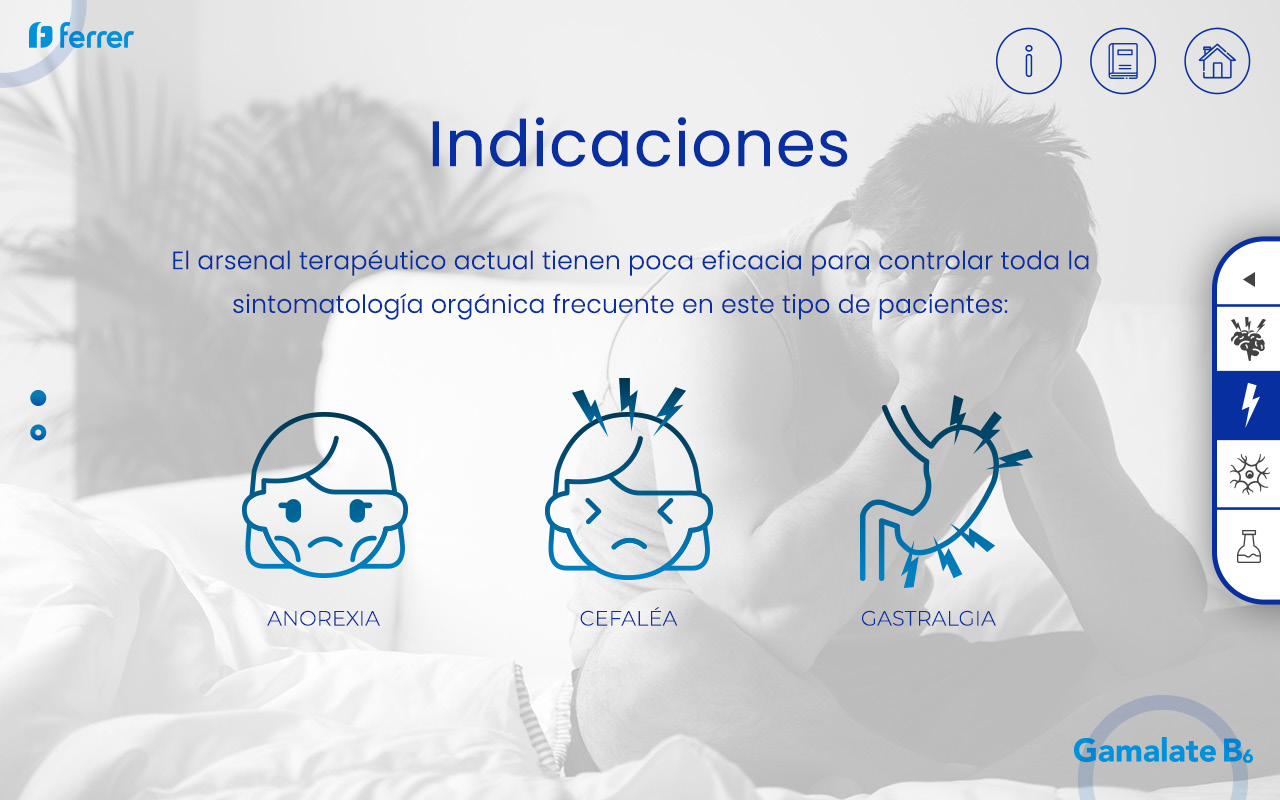 ferrer
Indicaciones
El arsenal terapéutico actual tienen poca eficacia para controlar toda la
sintomatología orgánica frecuente en este tipo de pacientes:
ANOREXIA
CEFALÉA
GASTRALGIA
Gamalate B₆